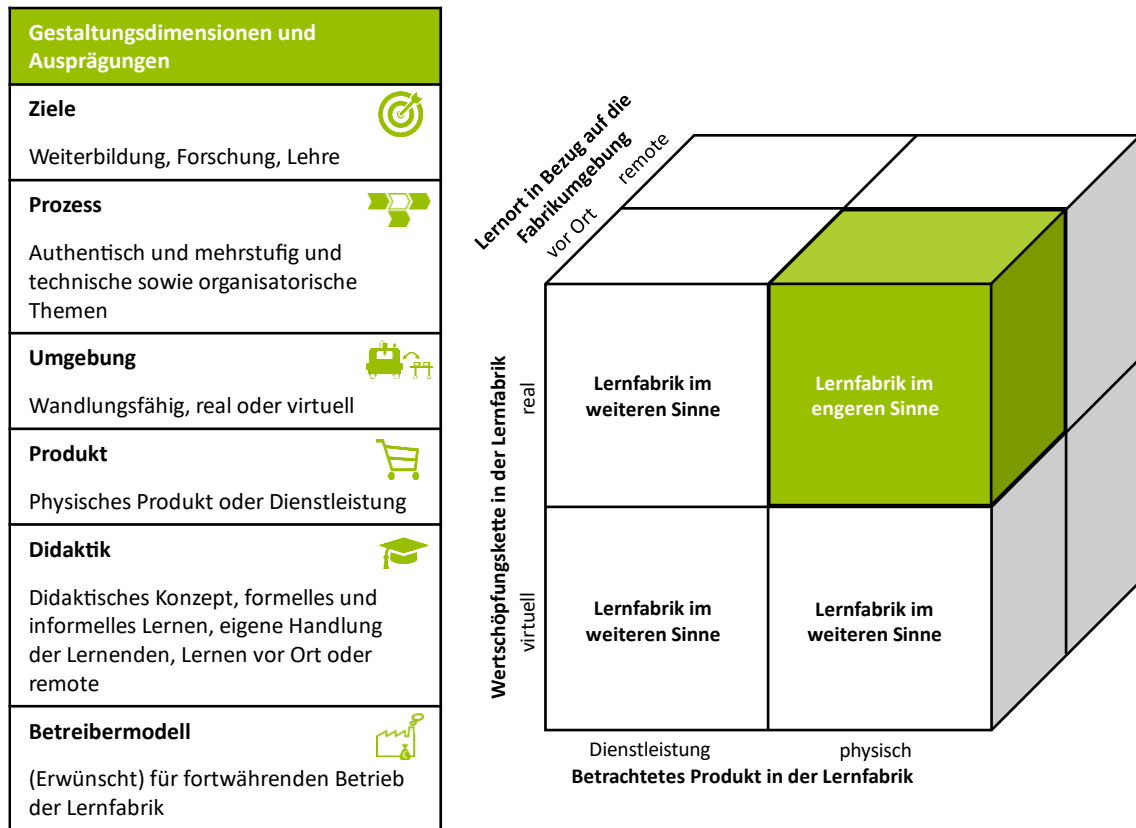 Gestaltungsdimensionen und
Ausprägungen
Ziele
Weiterbildung, Forschung, Lehre
Prozess
Authentisch und mehrstufig und
technische sowie organisatorische
Themen
Umgebung
Wandlungsfähig, real oder virtuell
Produkt
Physisches Produkt oder Dienstleistung
Didaktik
Didaktisches Konzept, formelles und
informelles Lernen, eigene Handlung
der Lernenden, Lernen vor Ort oder
remote
Betreibermodell
(Erwünscht) für fortwährenden Betrieb
der Lernfabrik
Lernort in Bezug auf die
Fabrikumgebung
vor Ort
remote
Wertschöpfungskette in der Lernfabrik
real
virtuell
Lernfabrik im
weiteren Sinne
Lernfabrik im
engeren Sinne
Lernfabrik im
weiteren Sinne
Lernfabrik im
weiteren Sinne
Dienstleistung
physisch
Betrachtetes Produkt in der Lernfabrik